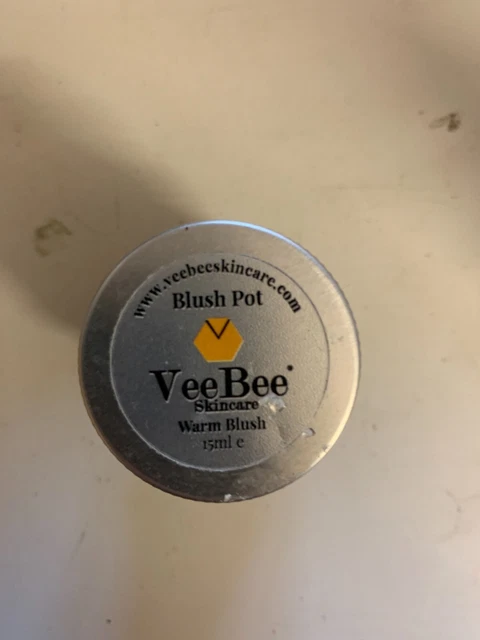 www.veebeeskincare.com
Blush Pot
VeeBee
Skincare
Warm Blush
15ml e